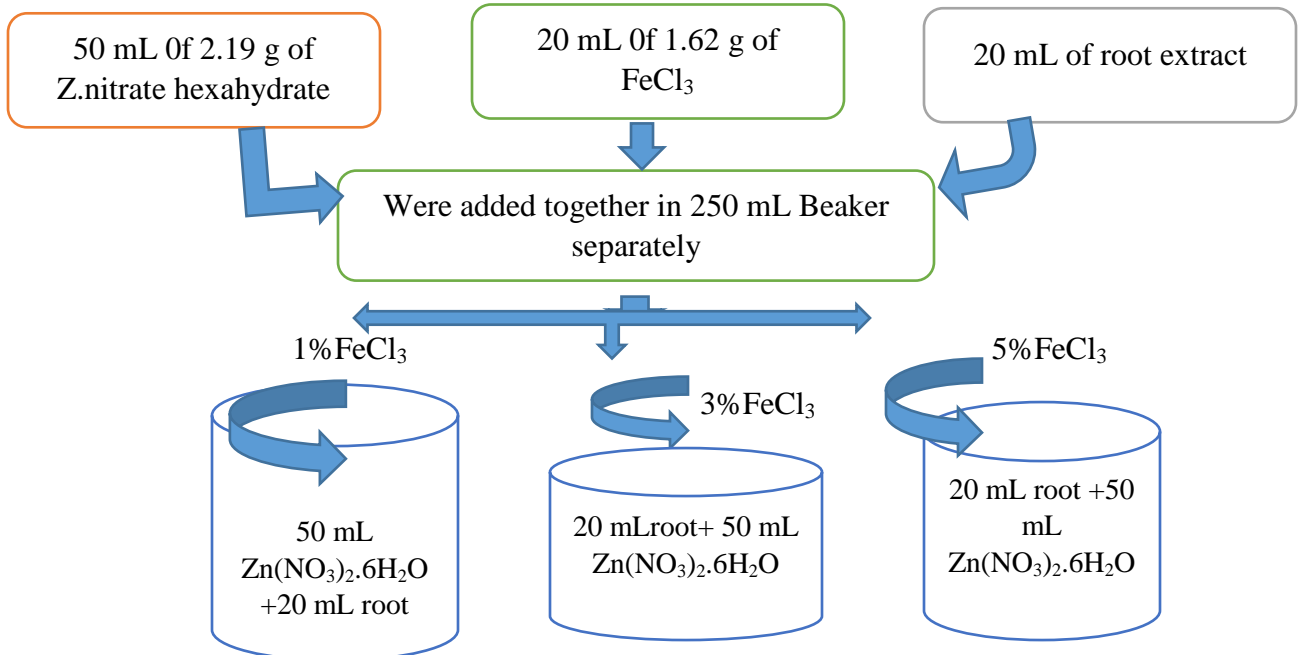 50 mL 0f 2.19 g of
Z.nitrate hexahydrate
20 mL 0f 1.62 g of
FeCl₃
20 mL of root extract
Were added together in 250 mL Beaker
separately
1%FeCl₃
3%FeCl₃
5%FeCl₃
50 mL
Zn(NO₃)₂.6H₂O
+20 mL root
20 mLroot+ 50 mL
Zn(NO₃)₂.6H₂O
20 mL root +50
mL
Zn(NO₃)₂.6H₂O